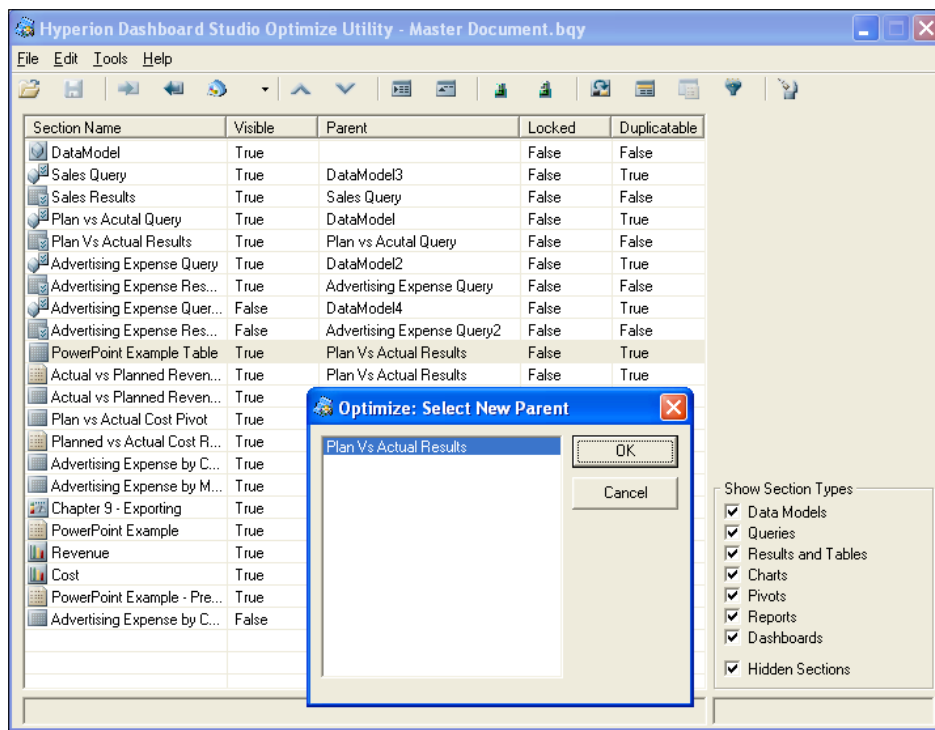 Hyperion Dashboard Studio Optimize Utility - Master Document.bqy
File Edit Tools Help
Section Name Visible Parent Locked Duplicatable
DataModel True False False
Sales Query True DataModel3 False True
Sales Results True Sales Query False False
Plan vs Acutal Query True DataModel False True
Plan Vs Actual Results True Plan vs Acutal Query False False
Advertising Expense Query True DataModel2 False True
Advertising Expense Res... True Advertising Expense Query False False
Advertising Expense Quer... False DataModel4 False True
Advertising Expense Res... False Advertising Expense Query2 False False
PowerPoint Example Table True Plan Vs Actual Results False True
Actual vs Planned Reven... True Plan Vs Actual Results False True
Actual vs Planned Reven... True
Plan vs Actual Cost Pivot True
Planned vs Actual Cost R... True
Advertising Expense by C... True
Advertising Expense by M... True
Chapter 9 - Exporting True
PowerPoint Example True
Revenue True
Cost True
PowerPoint Example - Pre... True
Advertising Expense by C... False
Optimize: Select New Parent
Plan Vs Actual Results
OK
Cancel
Show Section Types
Data Models
Queries
Results and Tables
Charts
Pivots
Reports
Dashboards
Hidden Sections